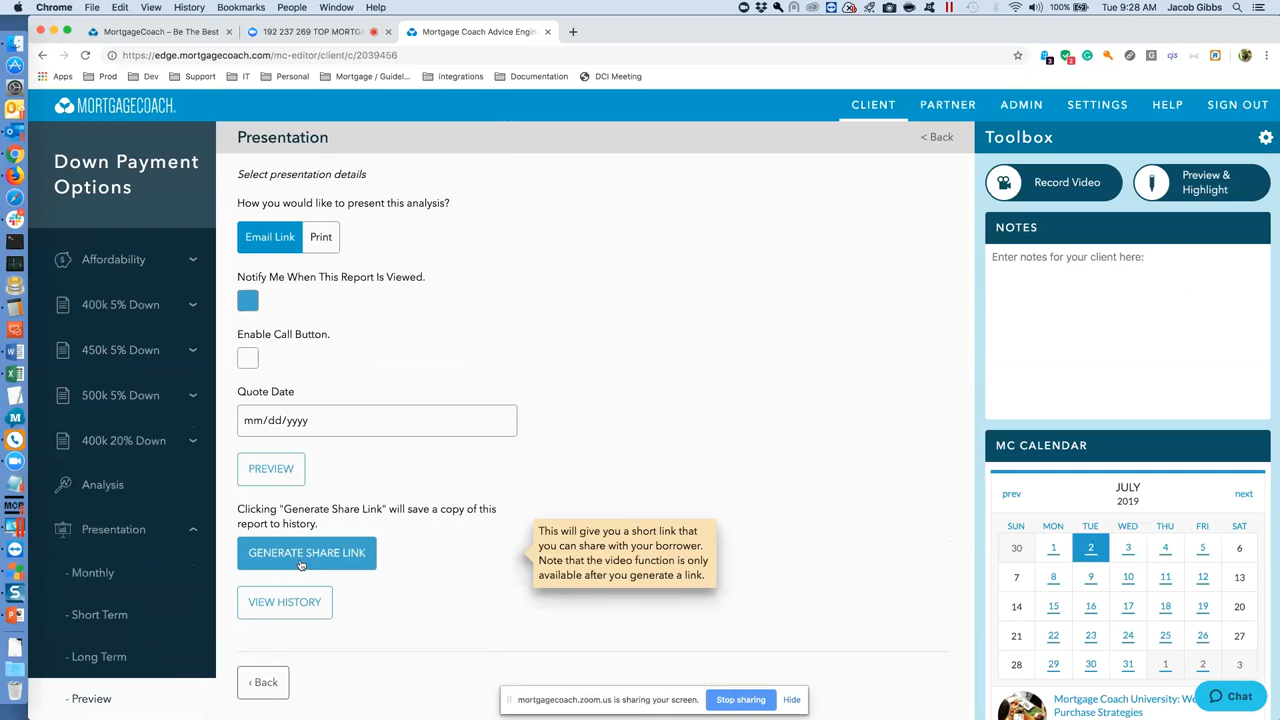 Chrome File Edit View History Bookmarks People Window Help
100% Tue 9:28 AM Jacob Gibbs
MortgageCoach – Be The Best
192 237 269 TOP MORTG
Mortgage Coach Advice Engin
https://edge.mortgagecoach.com/mc-editor/client/c/2039456
Apps Prod Dev Support IT Personal Mortgage / Guidel... integrations Documentation DCI Meeting
MORTGAGECOACH
CLIENT PARTNER ADMIN SETTINGS HELP SIGN OUT
Down Payment
Options
Affordability
400k 5% Down
450k 5% Down
500k 5% Down
400k 20% Down
Analysis
Presentation
- Monthly
- Short Term
- Long Term
- Preview
Presentation
< Back
Select presentation details
How you would like to present this analysis?
Email Link Print
Notify Me When This Report Is Viewed.
Enable Call Button.
Quote Date
mm/dd/yyyy
PREVIEW
Clicking "Generate Share Link" will save a copy of this
report to history.
GENERATE SHARE LINK
This will give you a short link that
you can share with your borrower.
Note that the video function is only
available after you generate a link.
VIEW HISTORY
‹ Back
mortgagecoach.zoom.us is sharing your screen. Stop sharing Hide
Toolbox
Record Video
Preview &
Highlight
NOTES
Enter notes for your client here:
MC CALENDAR
prev JULY next
2019
SUN MON TUE WED THU FRI SAT
30 1 2 3 4 5 6
7 8 9 10 11 12 13
14 15 16 17 18 19 20
21 22 23 24 25 26 27
28 29 30 31 1 2 3
Mortgage Coach University: We
Purchase Strategies
Chat